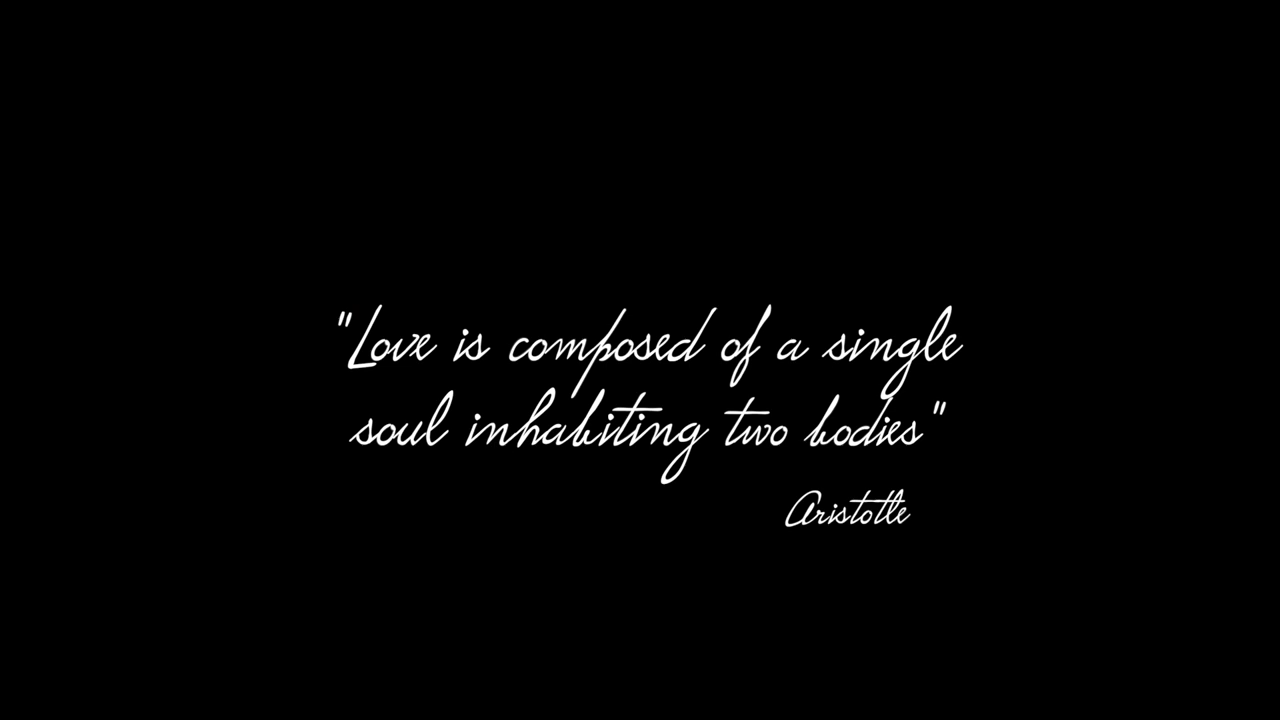 "Love is composed of a single
soul inhabiting two bodies"
Aristotle